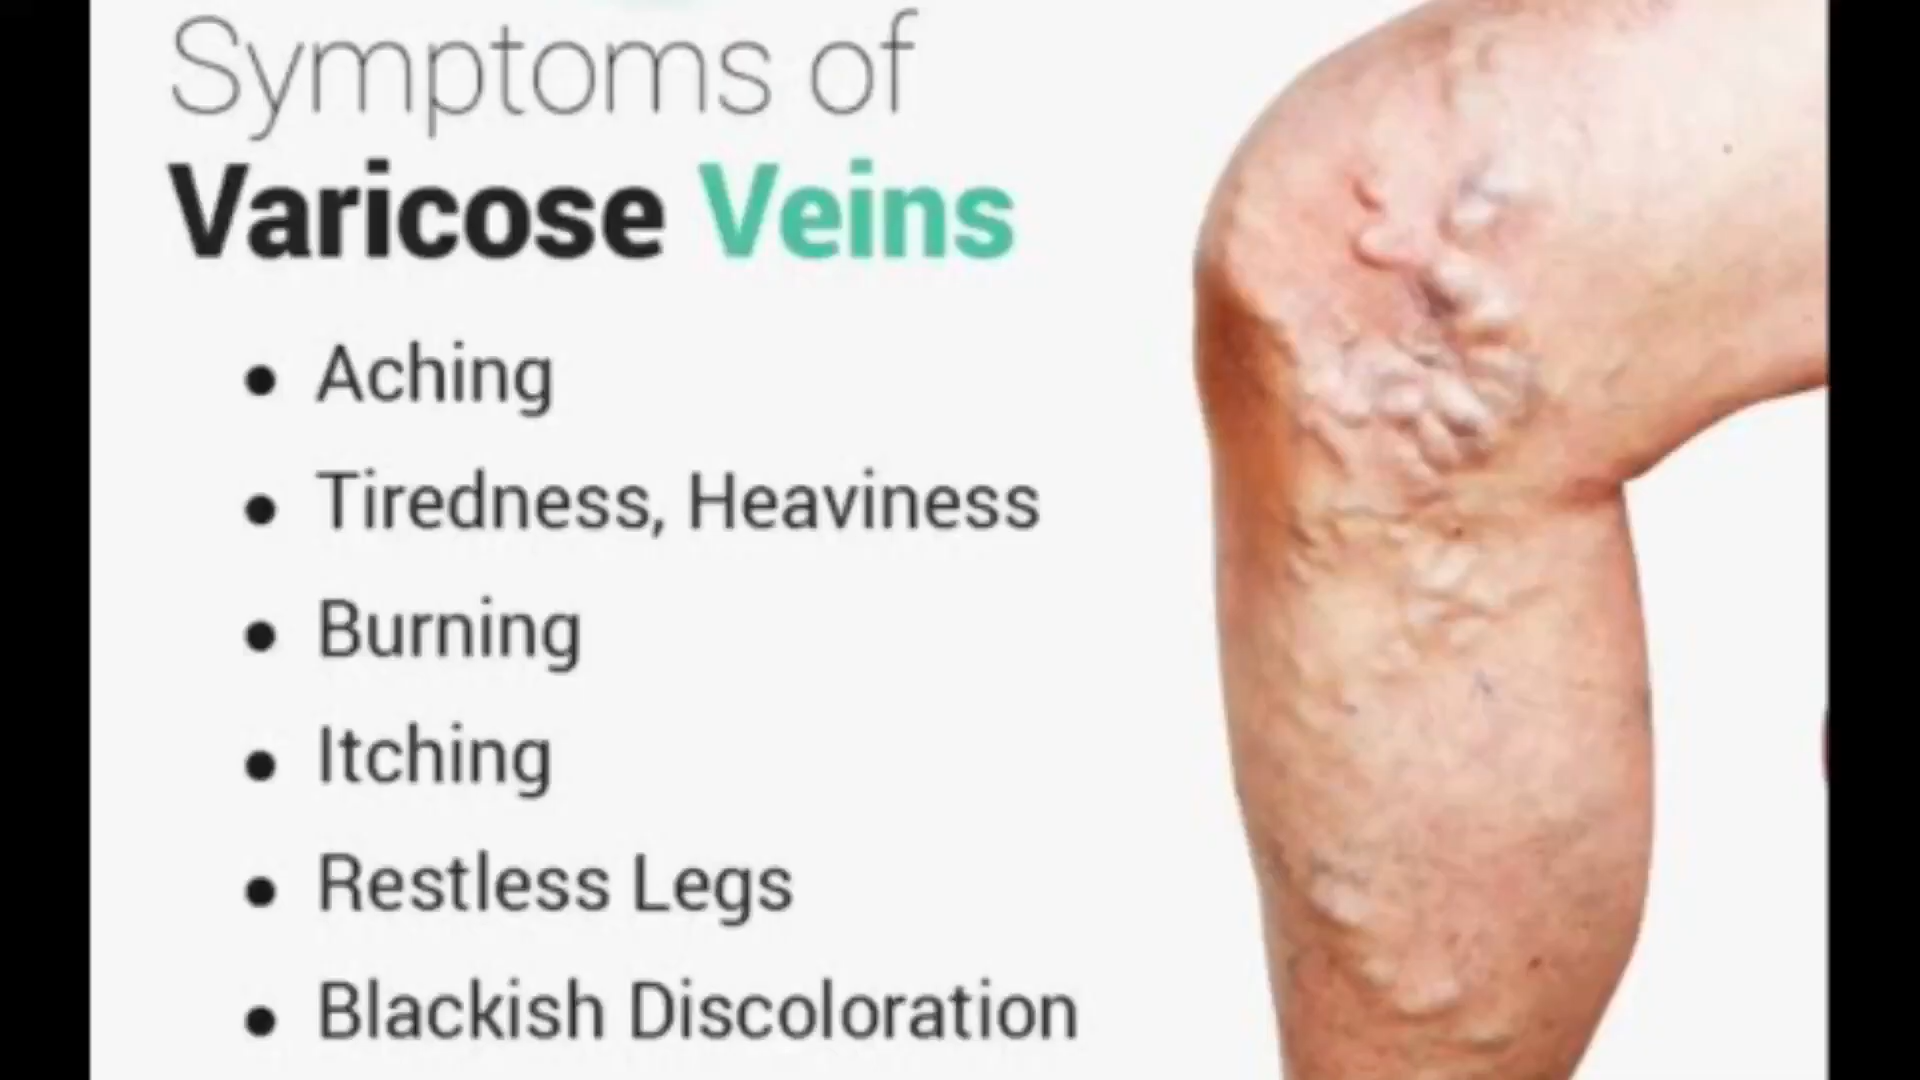 Symptoms of
Varicose Veins
• Aching
• Tiredness, Heaviness
• Burning
• Itching
• Restless Legs
• Blackish Discoloration